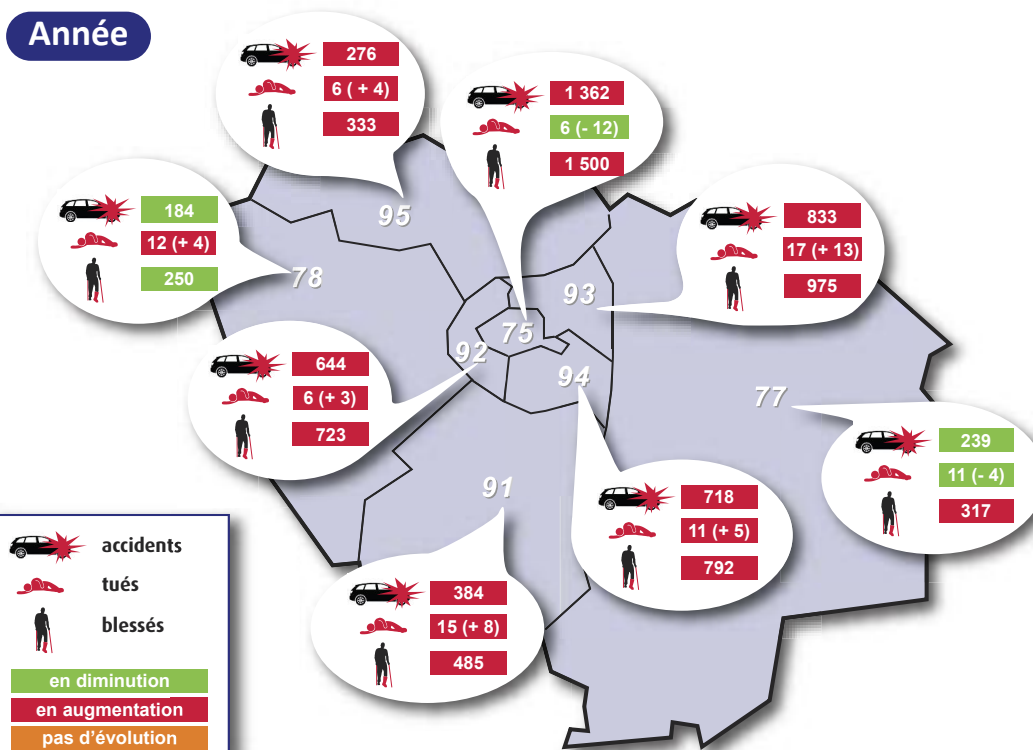 Année
276
6 ( + 4)
333
1 362
6 (- 12)
1 500
184
12 (+ 4)
250
833
17 (+ 13)
975
95
78
93
75
92
94
77
91
644
6 (+ 3)
723
239
11 (- 4)
317
718
11 (+ 5)
792
384
15 (+ 8)
485
accidents
tués
blessés
en diminution
en augmentation
pas d'évolution